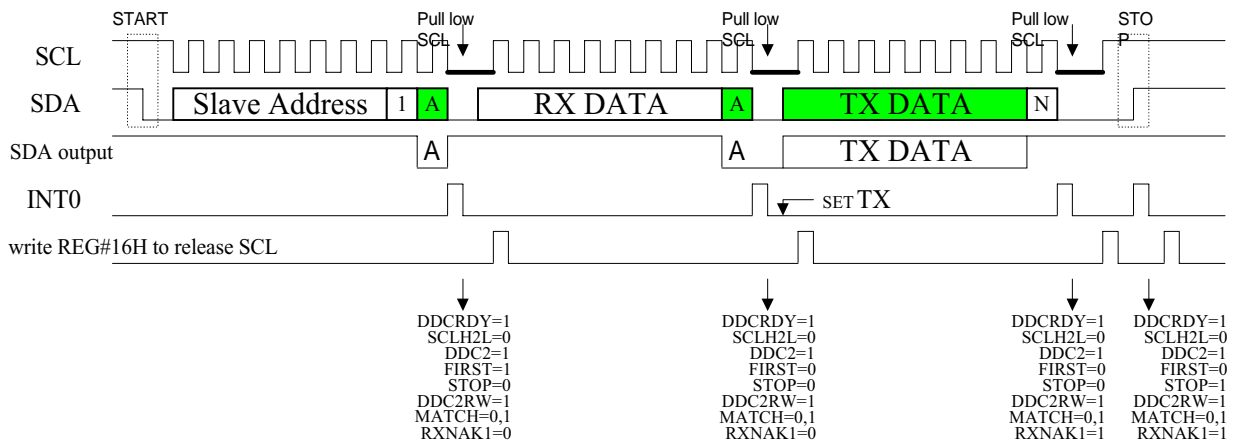 START
Pull low
SCL
Pull low
SCL
Pull low
SCL
STO
P
SCL
SDA
Slave Address
1
A
RX DATA
A
TX DATA
N
SDA output
A
A
TX DATA
INT0
SET TX
write REG#16H to release SCL
DDCRDY=1
SCLH2L=0
DDC2=1
FIRST=1
STOP=0
DDC2RW=1
MATCH=0,1
RXNAK1=0
DDCRDY=1
SCLH2L=0
DDC2=1
FIRST=0
STOP=0
DDC2RW=1
MATCH=0,1
RXNAK1=0
DDCRDY=1
SCLH2L=0
DDC2=1
FIRST=0
STOP=0
DDC2RW=1
MATCH=0,1
RXNAK1=1
DDCRDY=1
SCLH2L=0
DDC2=1
FIRST=0
STOP=1
DDC2RW=1
MATCH=0,1
RXNAK1=1